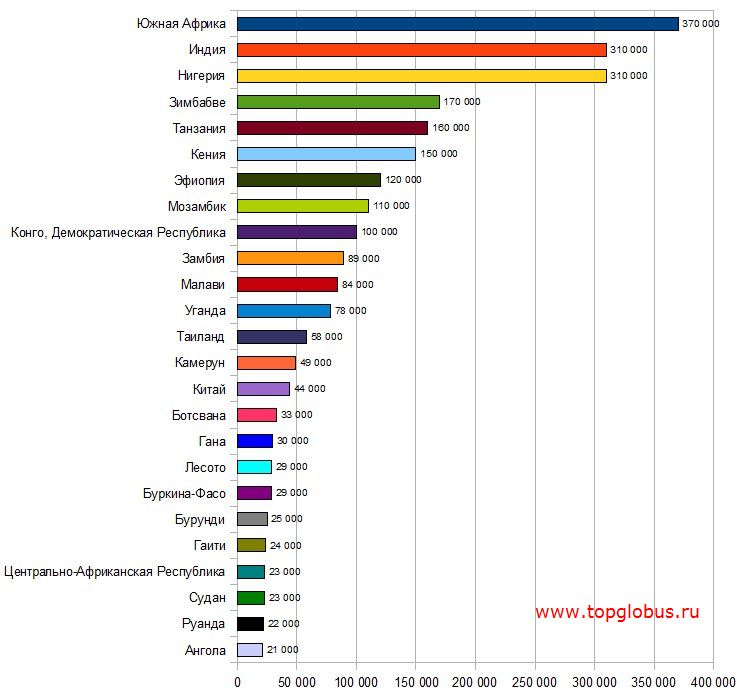 Южная Африка 370 000
Индия 310 000
Нигерия 310 000
Зимбабве 170 000
Танзания 160 000
Кения 150 000
Эфиопия 120 000
Мозамбик 110 000
Конго, Демократическая Республика 100 000
Замбия 89 000
Малави 84 000
Уганда 78 000
Таиланд 58 000
Камерун 49 000
Китай 44 000
Ботсвана 33 000
Гана 30 000
Лесото 29 000
Буркина-Фасо 29 000
Бурунди 25 000
Гаити 24 000
Центрально-Африканская Республика 23 000
Судан 23 000
www.topglobus.ru
Руанда 22 000
Ангола 21 000
0 50 000 100 000 150 000 200 000 250 000 300 000 350 000 400 000